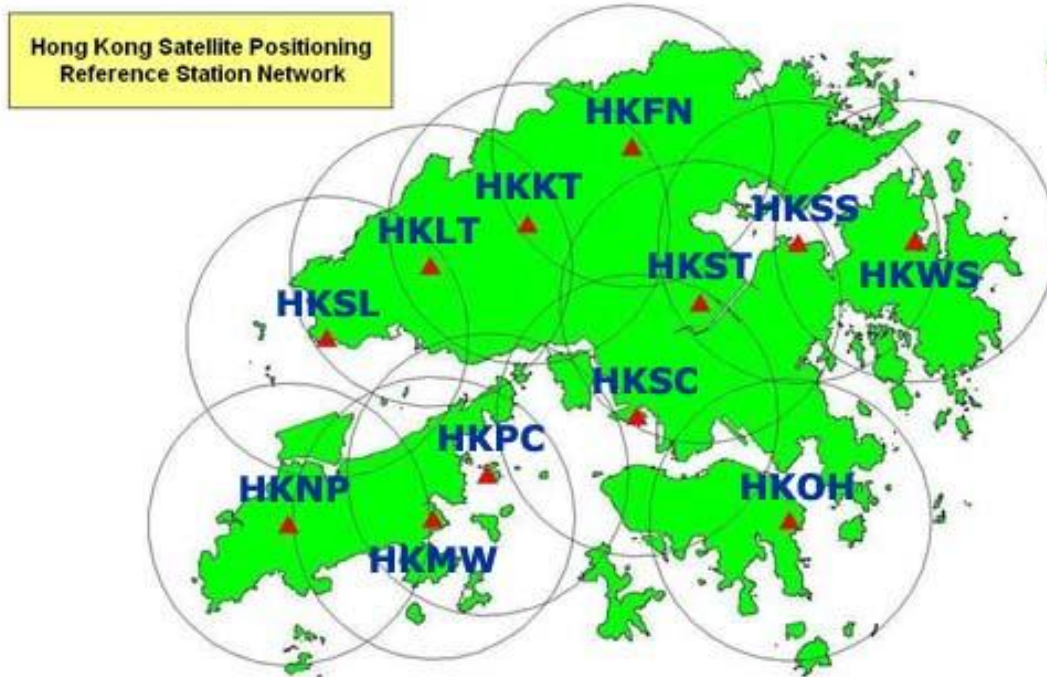 Hong Kong Satellite Positioning
Reference Station Network
HKFN
HKKT
HKSS
HKLT
HKST
HKWS
HKSL
HKSC
HKPC
HKNP
HKOH
HKMW